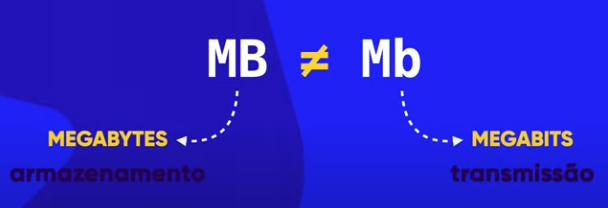 MB ≠ Mb
MEGABYTES MEGABITS
armazenamento transmissão